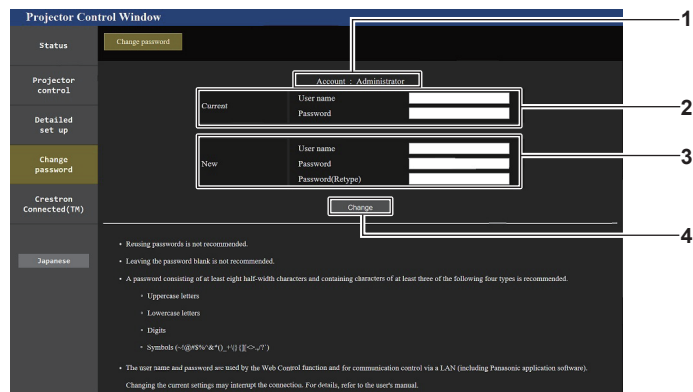 Projector Control Window
Status
Change password
Projector
control
Detailed
set up
Change
password
Crestron
Connected(TM)
Japanese
Account : Administrator
Current
User name
Password
New
User name
Password
Password(Retype)
Change
1
2
3
4
• Reusing passwords is not recommended.
• Leaving the password blank is not recommended.
• A password consisting of at least eight half-width characters and containing characters of at least three of the following four types is recommended.
• Uppercase letters
• Lowercase letters
• Digits
• Symbols
• The user name and password are used by the Web Control function and for communication control via a LAN (including Panasonic application software).
Changing the current settings may interrupt the connection. For details, refer to the user's manual.